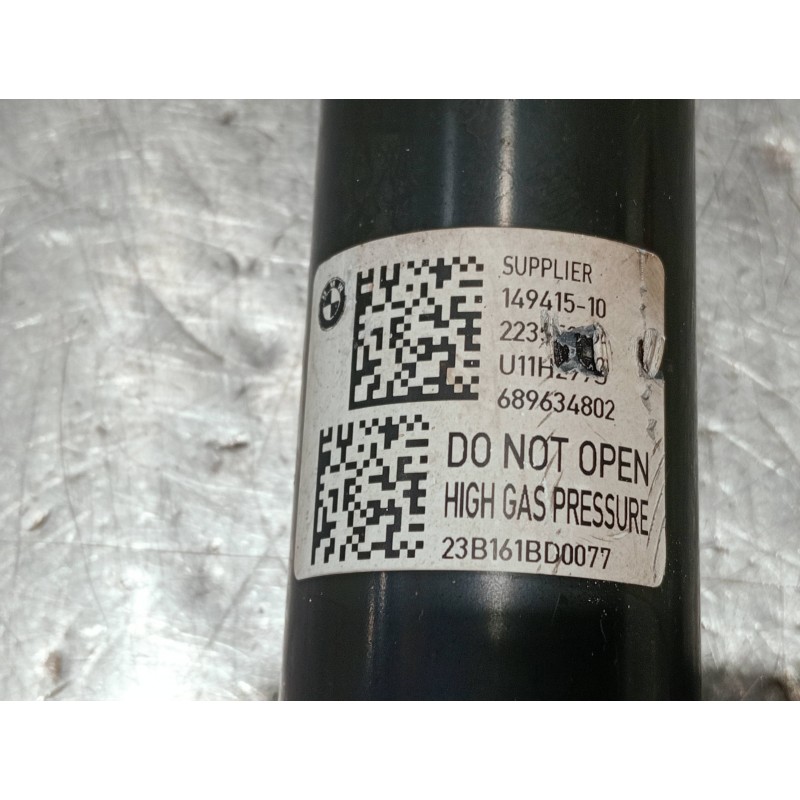 SUPPLIER
149415-10
689634802
DO NOT OPEN
HIGH GAS PRESSURE
23B161BD0077